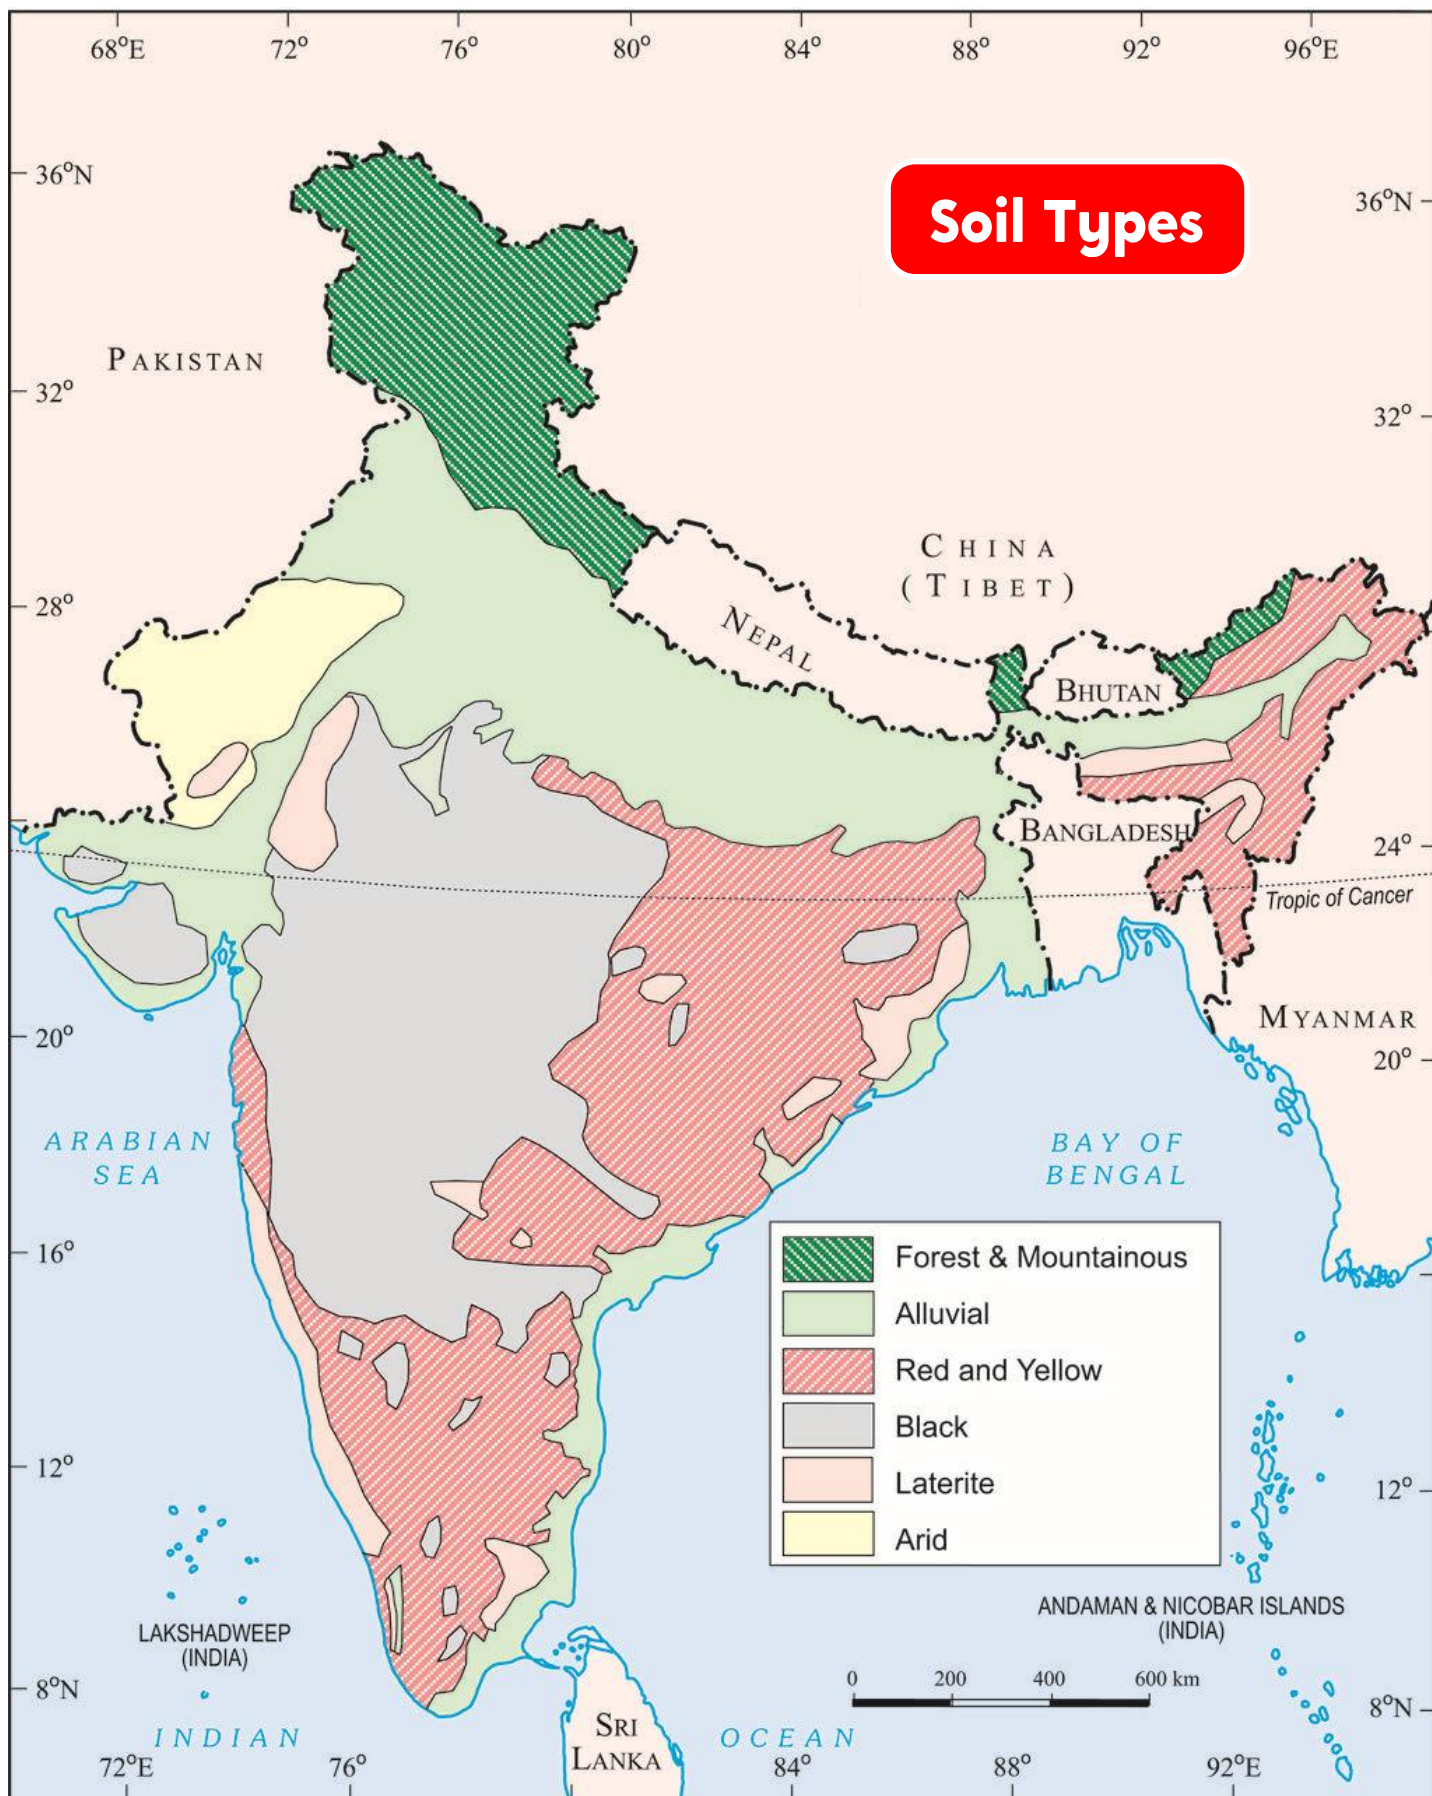 68°E 72° 76° 80° 84° 88° 92° 96°E
36°N
Soil Types
36°N
PAKISTAN
32°
32°
CHINA
(TIBET)
28°
NEPAL
BHUTAN
BANGLADESH
24°
Tropic of Cancer
MYANMAR
20°
20°
ARABIAN
SEA
BAY OF
BENGAL
16°
Forest & Mountainous
Alluvial
Red and Yellow
Black
Laterite
Arid
12°
12°
LAKSHADWEEP
(INDIA)
ANDAMAN & NICOBAR ISLANDS
(INDIA)
0 200 400 600 km
8°N
8°N
INDIAN
OCEAN
SRI
LANKA
72°E 76° 84° 88° 92°E